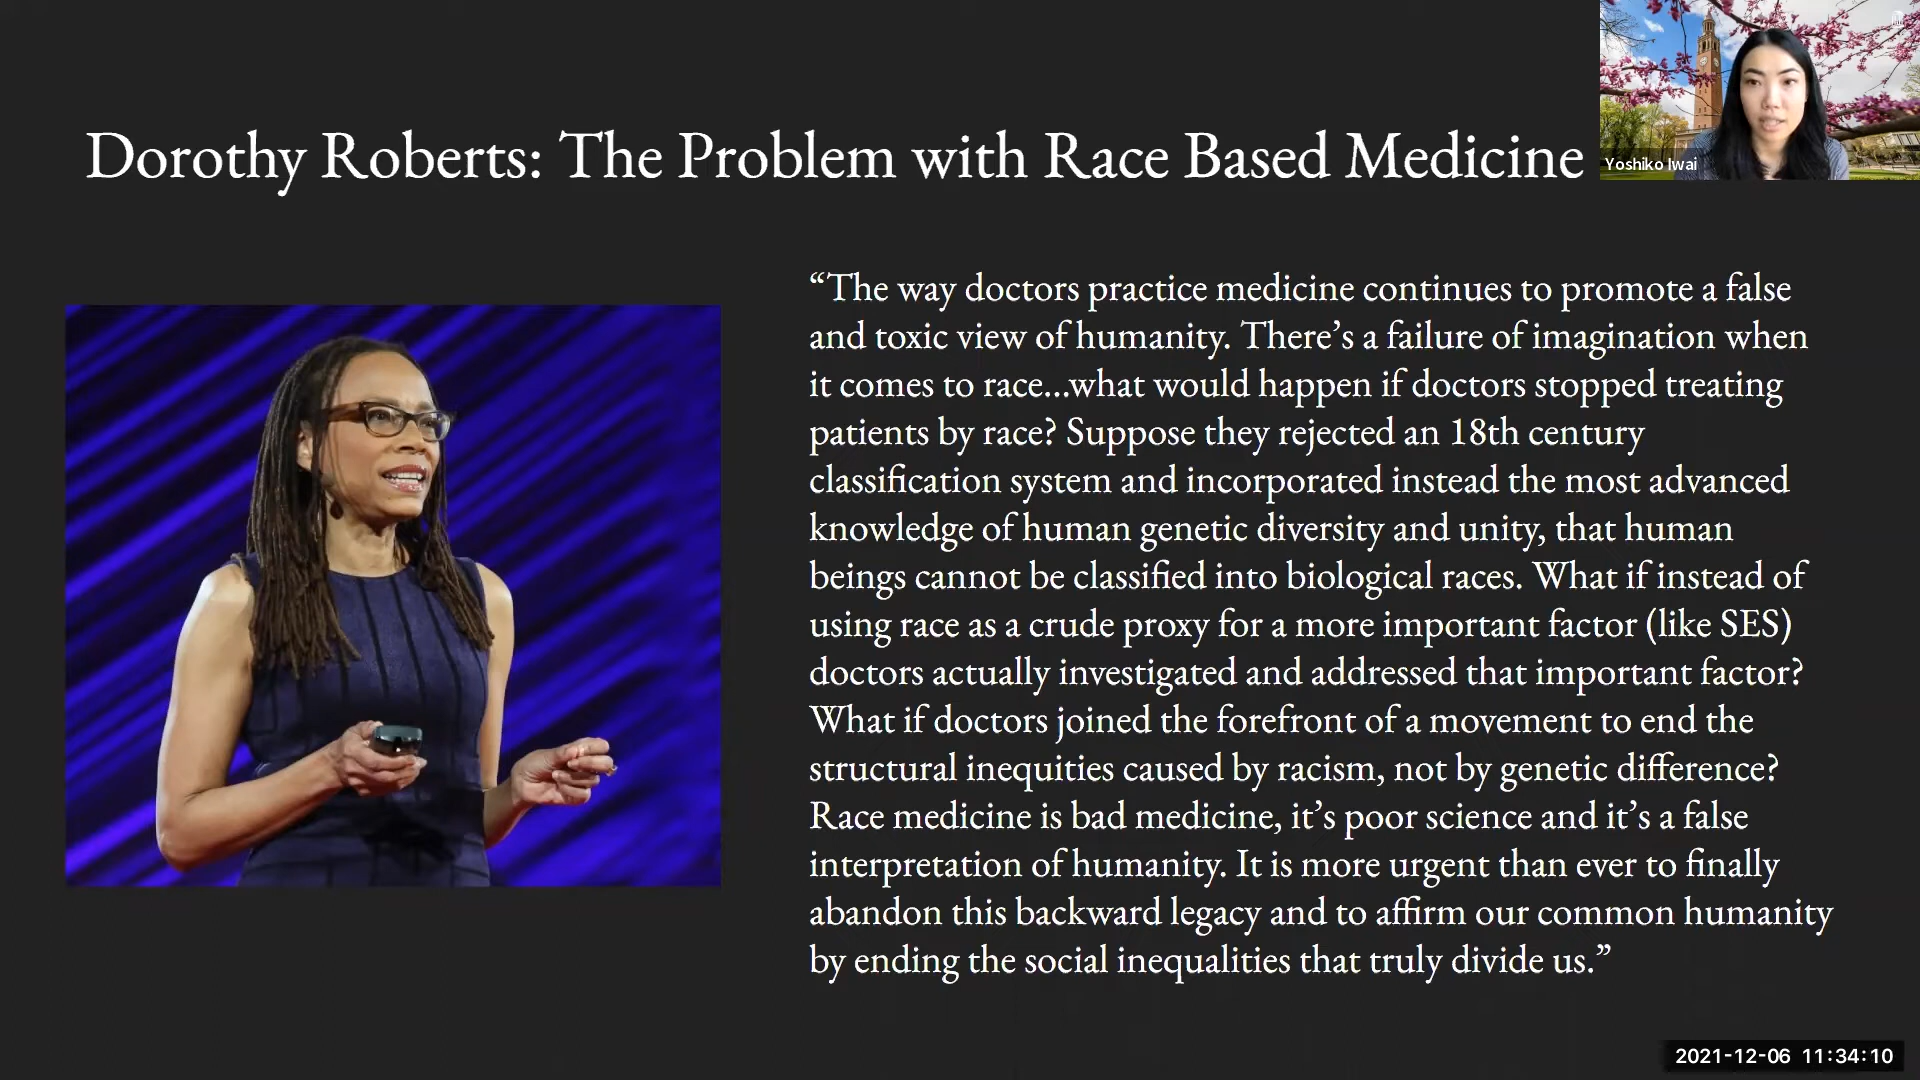 Dorothy Roberts: The Problem with Race Based Medicine
Yoshiko Iwai
“The way doctors practice medicine continues to promote a false
and toxic view of humanity. There’s a failure of imagination when
it comes to race...what would happen if doctors stopped treating
patients by race? Suppose they rejected an 18th century
classification system and incorporated instead the most advanced
knowledge of human genetic diversity and unity, that human
beings cannot be classified into biological races. What if instead of
using race as a crude proxy for a more important factor (like SES)
doctors actually investigated and addressed that important factor?
What if doctors joined the forefront of a movement to end the
structural inequities caused by racism, not by genetic difference?
Race medicine is bad medicine, it’s poor science and it’s a false
interpretation of humanity. It is more urgent than ever to finally
abandon this backward legacy and to affirm our common humanity
by ending the social inequalities that truly divide us.”
2021-12-06 11:34:10